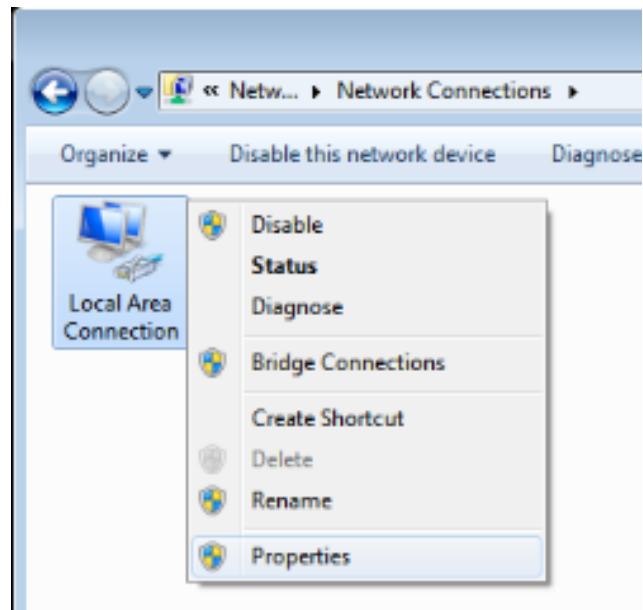 « Netw... ▸ Network Connections ▸
Organize ▾ Disable this network device Diagnose
Local Area
Connection
Disable
Status
Diagnose
Bridge Connections
Create Shortcut
Delete
Rename
Properties